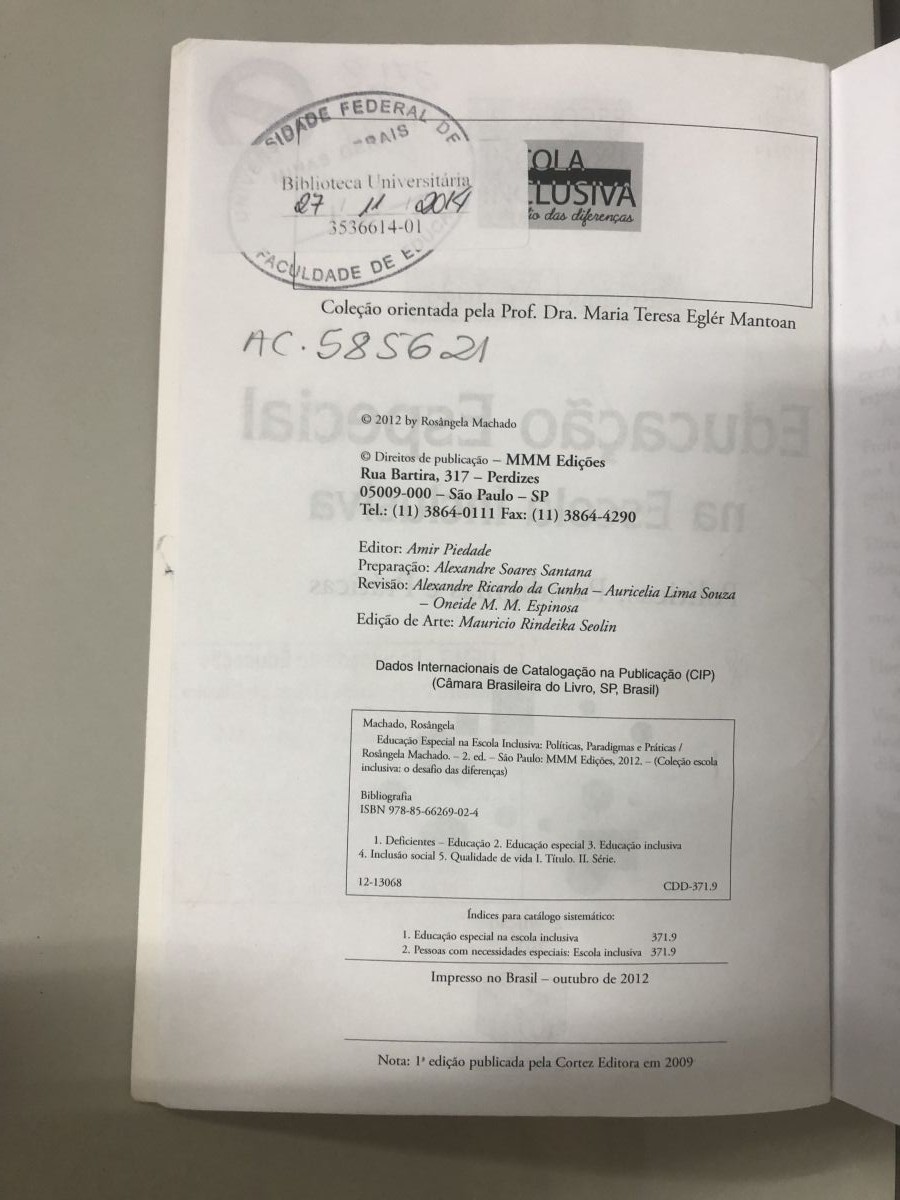 SIDADE FEDERAL DE
RAIS
Biblioteca Universitária
27 11 2014
3536614-01
FACULDADE DE E
COLA
CLUSIVA
io das diferenças
Coleção orientada pela Prof. Dra. Maria Teresa Eglér Mantoan
AC. 585621
© 2012 by Rosângela Machado
© Direitos de publicação – MMM Edições
Rua Bartira, 317 – Perdizes
05009-000 – São Paulo – SP
Tel.: (11) 3864-0111 Fax: (11) 3864-4290
Editor: Amir Piedade
Preparação: Alexandre Soares Santana
Revisão: Alexandre Ricardo da Cunha – Auricelia Lima Souza
– Oneide M. M. Espinosa
Edição de Arte: Mauricio Rindeika Seolin
Dados Internacionais de Catalogação na Publicação (CIP)
(Câmara Brasileira do Livro, SP, Brasil)
Machado, Rosângela
Educação Especial na Escola Inclusiva: Políticas, Paradigmas e Práticas /
Rosângela Machado. – 2. ed. – São Paulo: MMM Edições, 2012. – (Coleção escola
inclusiva: o desafio das diferenças)
Bibliografia
ISBN 978-85-66269-02-4
1. Deficientes – Educação 2. Educação especial 3. Educação inclusiva
4. Inclusão social 5. Qualidade de vida I. Título. II. Série.
12-13068 CDD-371.9
Índices para catálogo sistemático:
1. Educação especial na escola inclusiva 371.9
2. Pessoas com necessidades especiais: Escola inclusiva 371.9
Impresso no Brasil – outubro de 2012
Nota: 1ª edição publicada pela Cortez Editora em 2009